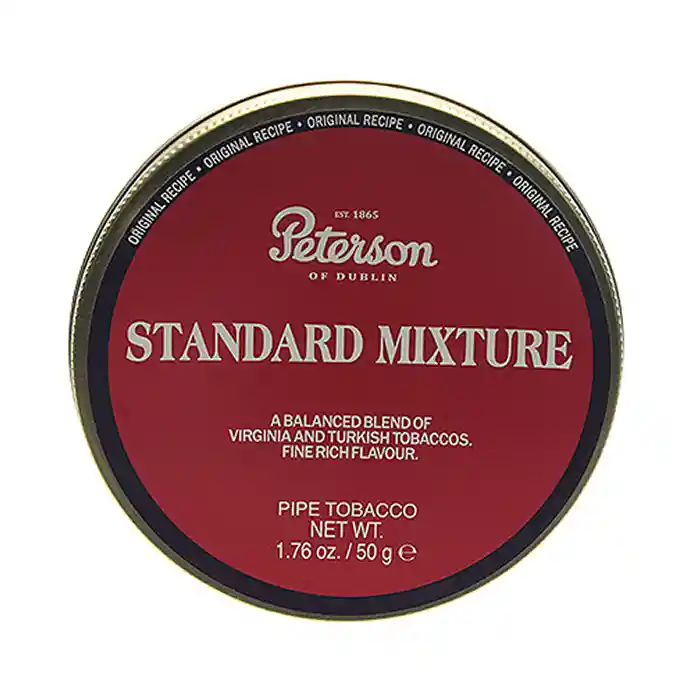 ORIGINAL RECIPE • ORIGINAL RECIPE • ORIGINAL RECIPE • ORIGINAL RECIPE • ORIGINAL RECIPE
EST. 1865
Peterson
OF DUBLIN
STANDARD MIXTURE
A BALANCED BLEND OF
VIRGINIA AND TURKISH TOBACCOS.
FINE RICH FLAVOUR.
PIPE TOBACCO
NET WT.
1.76 oz. / 50 g ℮